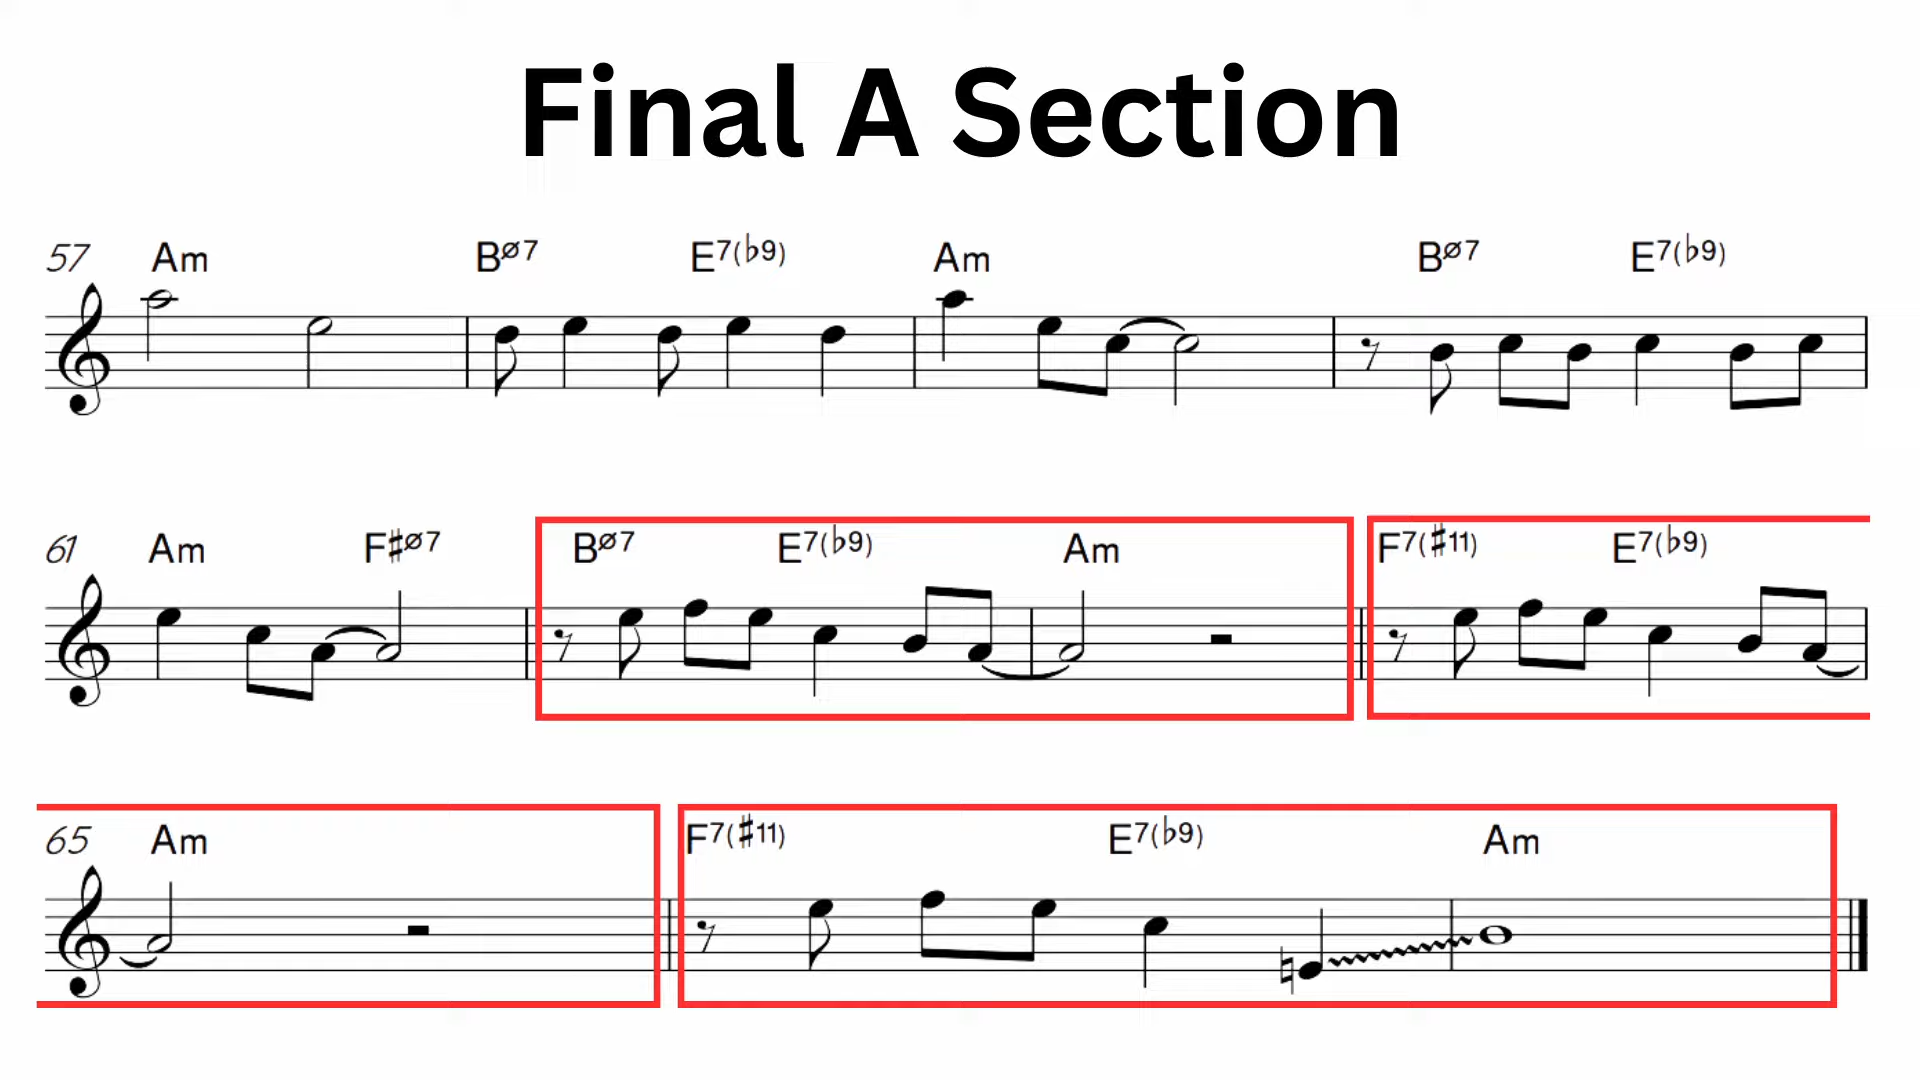 Final A Section
57 Am Bø7 E7(♭9) Am Bø7 E7(♭9)
61 Am F♯ø7 Bø7 E7(♭9) Am F7(♯11) E7(♭9)
65 Am F7(♯11) E7(♭9) Am